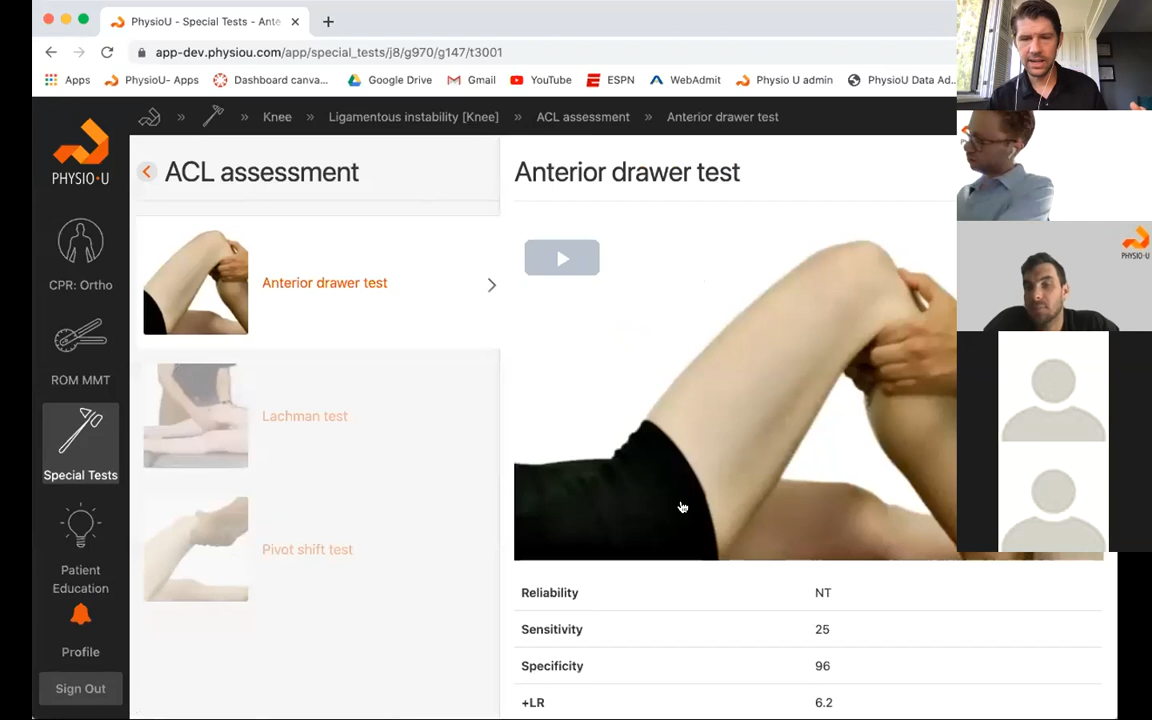 PhysioU - Special Tests - Ante
app-dev.physiou.com/app/special_tests/j8/g970/g147/t3001
Apps PhysioU- Apps Dashboard canva... Google Drive Gmail YouTube ESPN WebAdmit Physio U admin PhysioU Data Ad..
» » Knee » Ligamentous instability [Knee] » ACL assessment » Anterior drawer test
PHYSIO U
CPR: Ortho
ROM MMT
Special Tests
Patient
Education
Profile
Sign Out
ACL assessment
Anterior drawer test
Lachman test
Pivot shift test
Anterior drawer test
Reliability NT
Sensitivity 25
Specificity 96
+LR 6.2
PHYSIO U